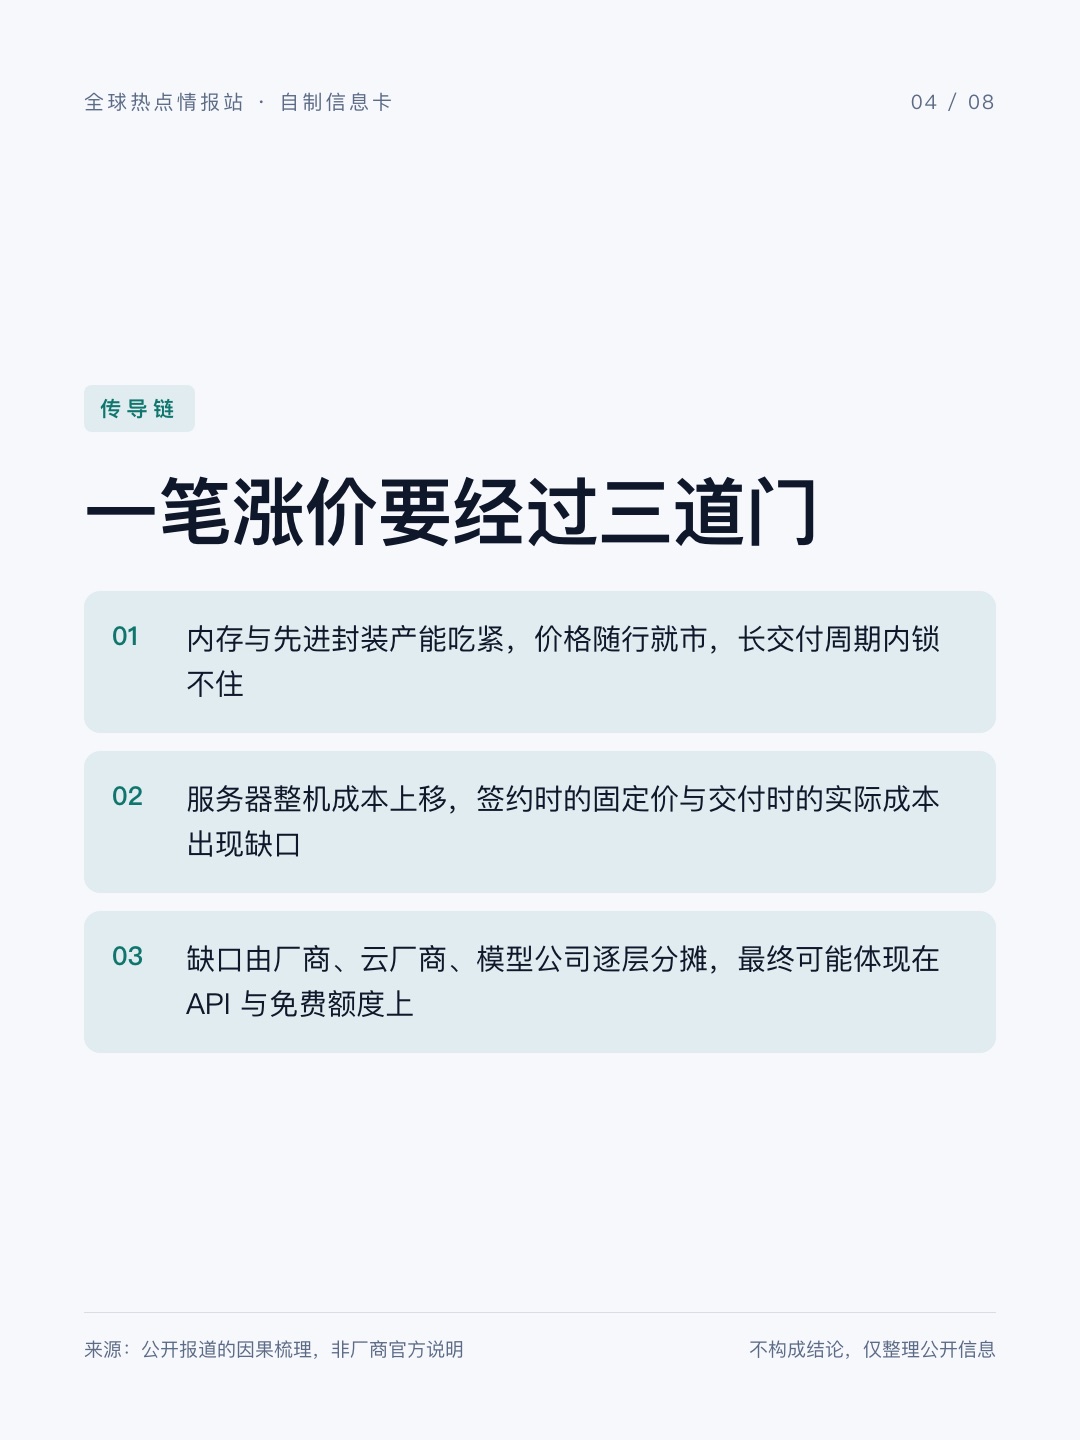 全球热点情报站 · 自制信息卡
04 / 08
传导链
一笔涨价要经过三道门
01
内存与先进封装产能吃紧，价格随行就市，长交付周期内锁
不住
02
服务器整机成本上移，签约时的固定价与交付时的实际成本
出现缺口
03
缺口由厂商、云厂商、模型公司逐层分摊，最终可能体现在
API 与免费额度上
来源：公开报道的因果梳理，非厂商官方说明
不构成结论，仅整理公开信息